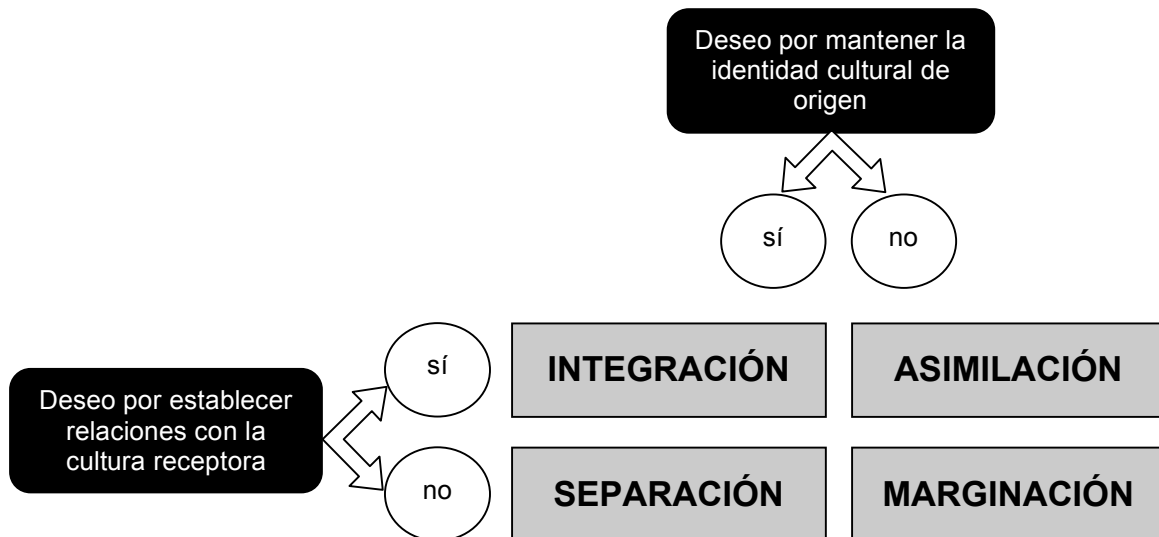 Deseo por mantener la
identidad cultural de
origen
sí
no
sí
INTEGRACIÓN
ASIMILACIÓN
Deseo por establecer
relaciones con la
cultura receptora
no
SEPARACIÓN
MARGINACIÓN